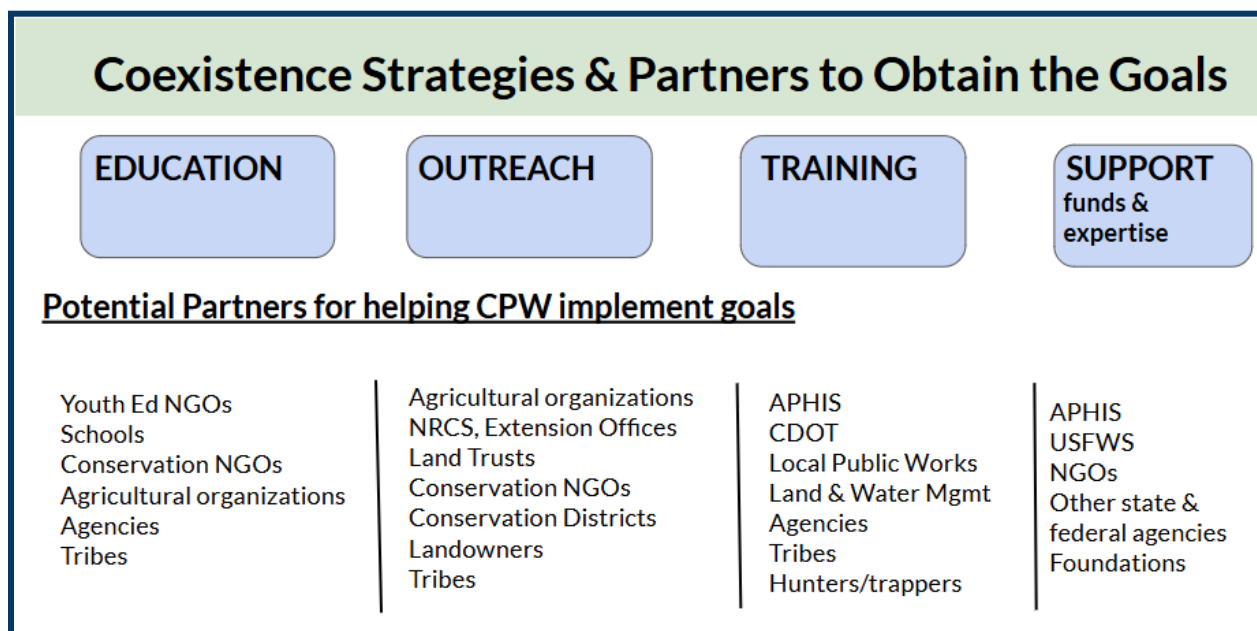 Coexistence Strategies & Partners to Obtain the Goals
EDUCATION
OUTREACH
TRAINING
SUPPORT
funds &
expertise
Potential Partners for helping CPW implement goals
Youth Ed NGOs
Schools
Conservation NGOs
Agricultural organizations
Agencies
Tribes
Agricultural organizations
NRCS, Extension Offices
Land Trusts
Conservation NGOs
Conservation Districts
Landowners
Tribes
APHIS
CDOT
Local Public Works
Land & Water Mgmt
Agencies
Tribes
Hunters/trappers
APHIS
USFWS
NGOs
Other state &
federal agencies
Foundations